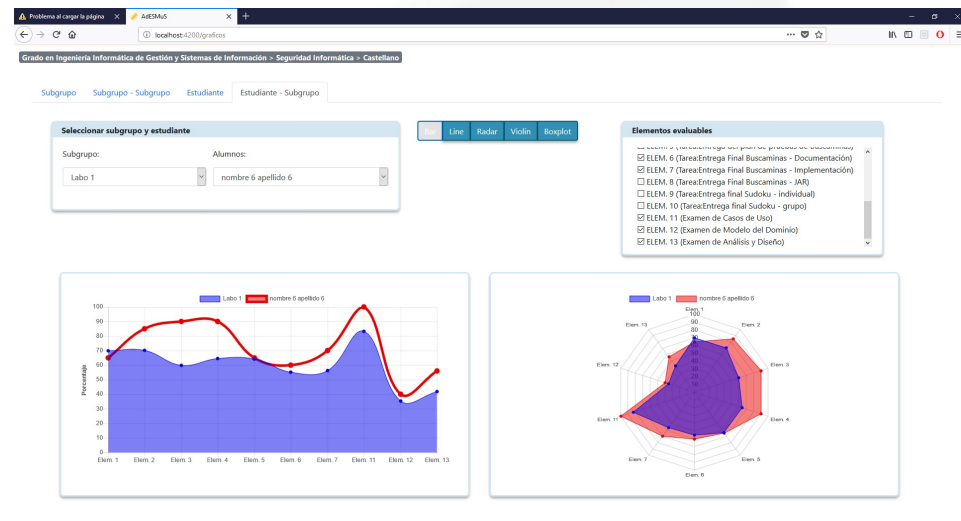 Problema al cargar la página
AdESMuS
localhost:4200/graficos
Grado en Ingeniería Informática de Gestión y Sistemas de Información > Seguridad Informática > Castellano
Subgrupo
Subgrupo - Subgrupo
Estudiante
Estudiante - Subgrupo
Seleccionar subgrupo y estudiante
Subgrupo:
Alumnos:
Labo 1
nombre 6 apellido 6
Bar
Line
Radar
Violin
Boxplot
Elementos evaluables
ELEM. 6 (Tarea:Entrega Final Buscaminas - Documentación)
ELEM. 7 (Tarea:Entrega Final Buscaminas - Implementación)
ELEM. 8 (Tarea:Entrega Final Buscaminas - JAR)
ELEM. 9 (Tarea:Entrega final Sudoku - individual)
ELEM. 10 (Tarea:Entrega final Sudoku - grupo)
ELEM. 11 (Examen de Casos de Uso)
ELEM. 12 (Examen de Modelo del Dominio)
ELEM. 13 (Examen de Análisis y Diseño)
Labo 1
nombre 6 apellido 6
Porcentaje
100
90
80
70
60
50
40
30
20
10
0
Elem. 1
Elem. 2
Elem. 3
Elem. 4
Elem. 5
Elem. 6
Elem. 7
Elem. 11
Elem. 12
Elem. 13
Labo 1
nombre 6 apellido 6
Elem. 1
100
90
80
Elem. 2
Elem. 3
Elem. 4
Elem. 5
Elem. 6
Elem. 7
Elem. 11
Elem. 12
Elem. 13